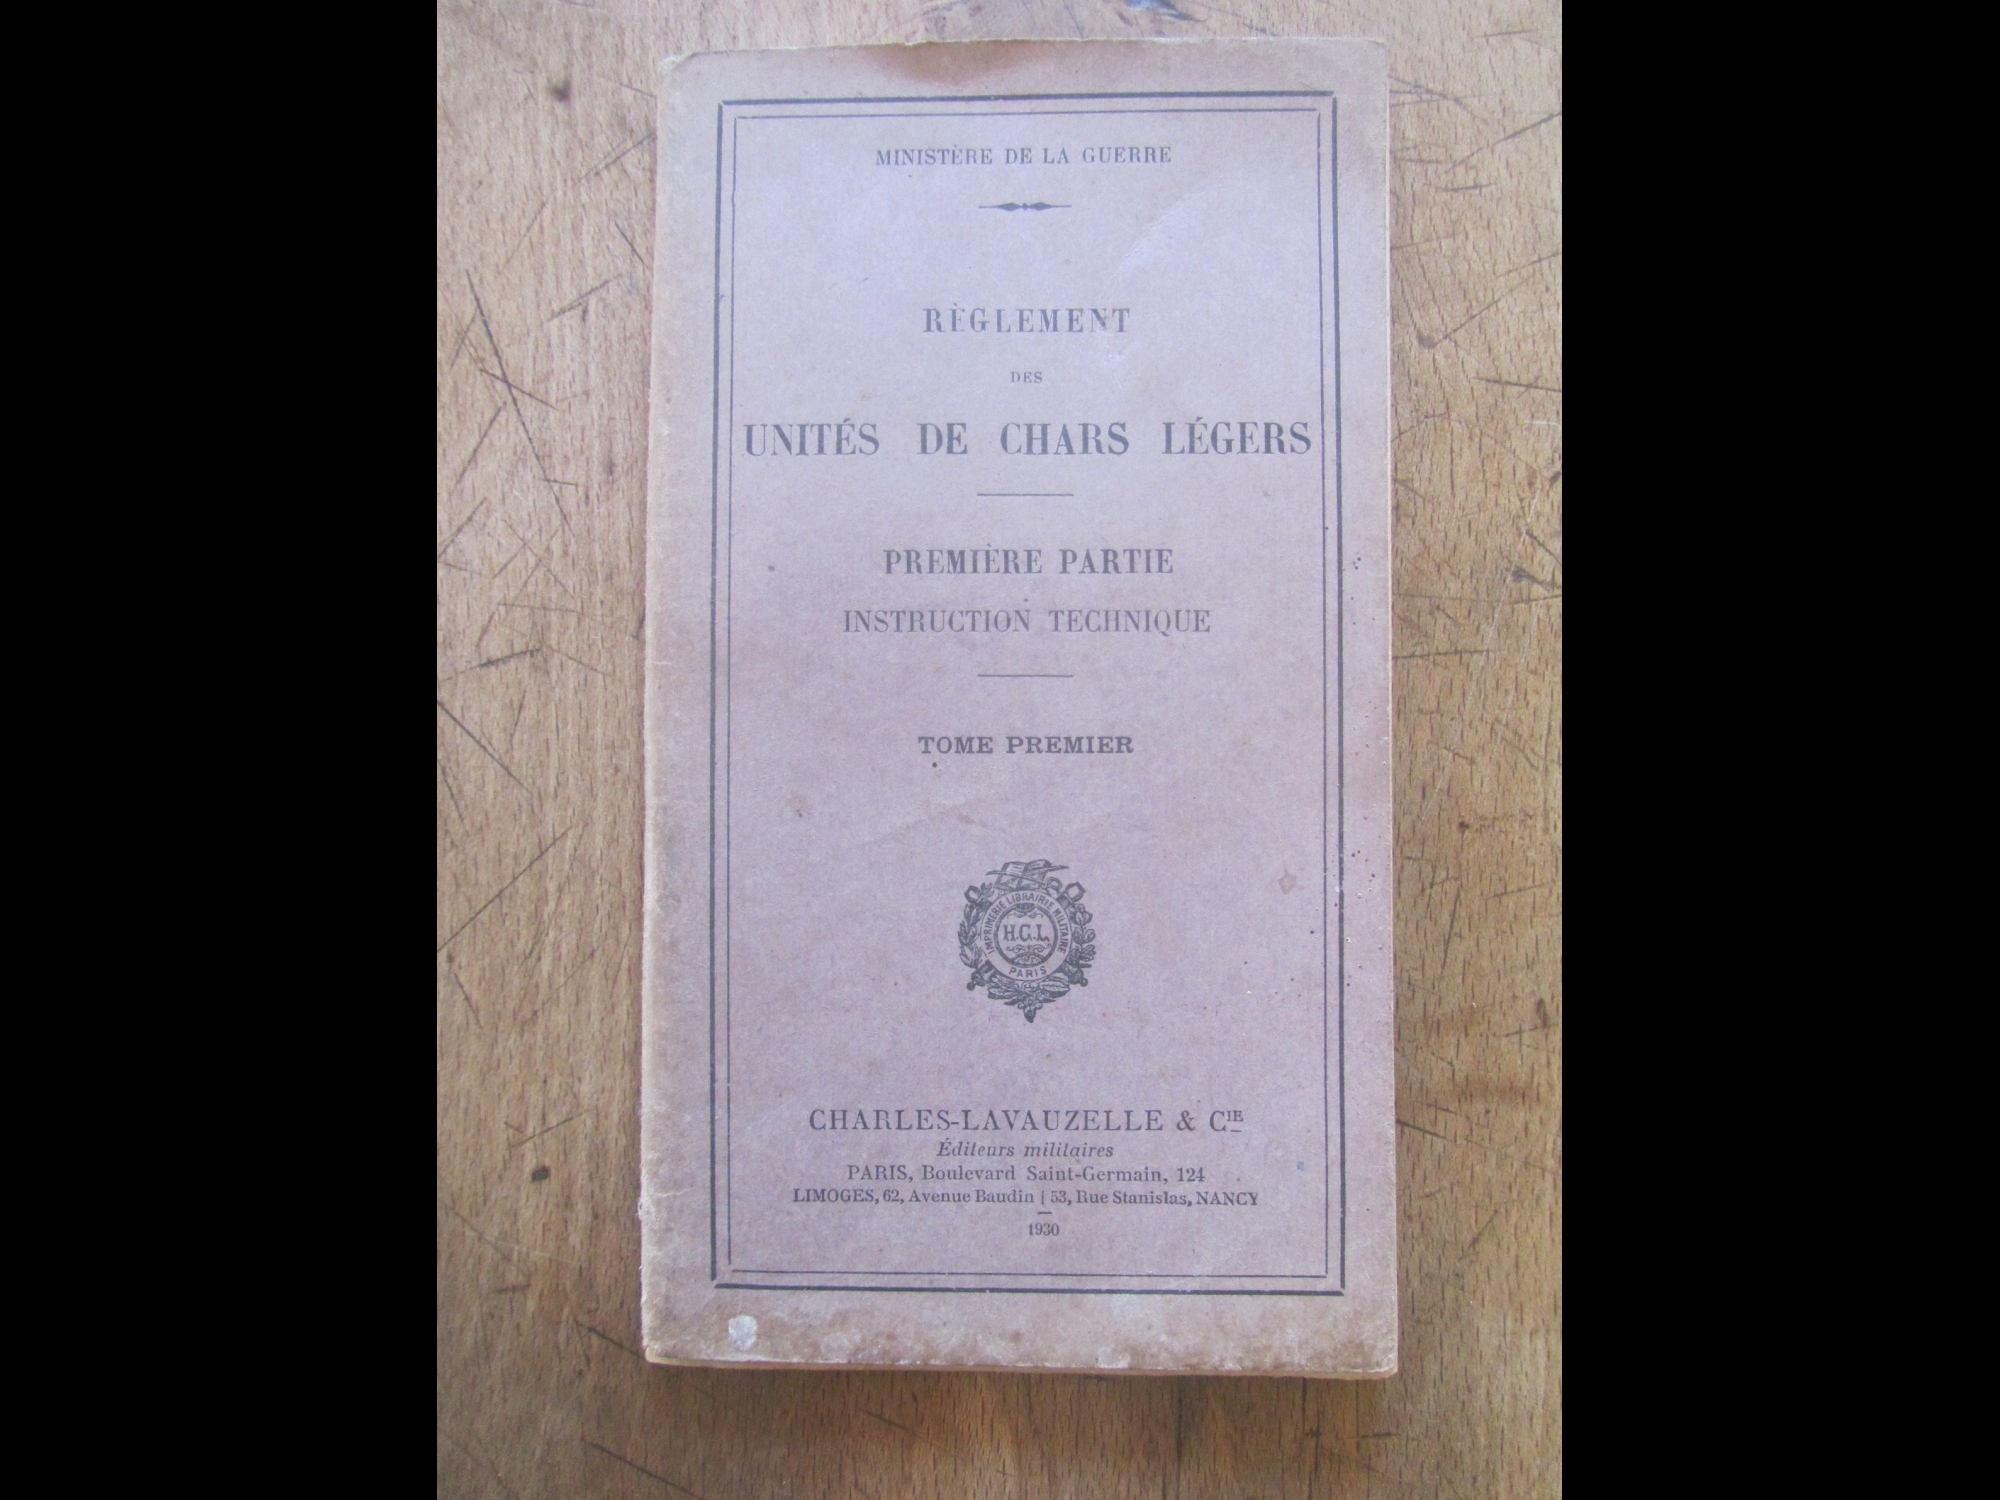 MINISTÈRE DE LA GUERRE
RÈGLEMENT
DES
UNITÉS DE CHARS LÉGERS
PREMIÈRE PARTIE
INSTRUCTION TECHNIQUE
TOME PREMIER
IMPRIMERIE LIBRAIRIE MILITAIRE
H.C.L.
PARIS
CHARLES-LAVAUZELLE & CIE
Éditeurs militaires
PARIS, Boulevard Saint-Germain, 124
LIMOGES, 62, Avenue Baudin | 53, Rue Stanislas, NANCY
1930